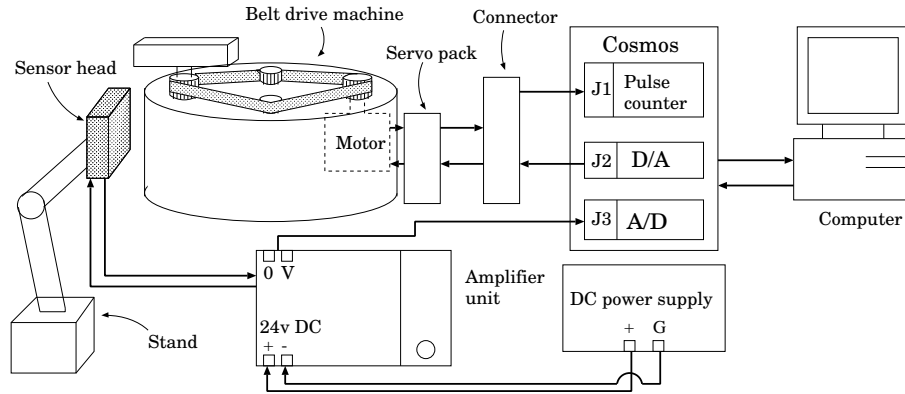 Belt drive machine
Connector
Servo pack
Cosmos
Sensor head
J1 Pulse counter
Motor
J2 D/A
J3 A/D
Computer
0 V
Amplifier unit
DC power supply
24v DC
+ -
+ G
Stand